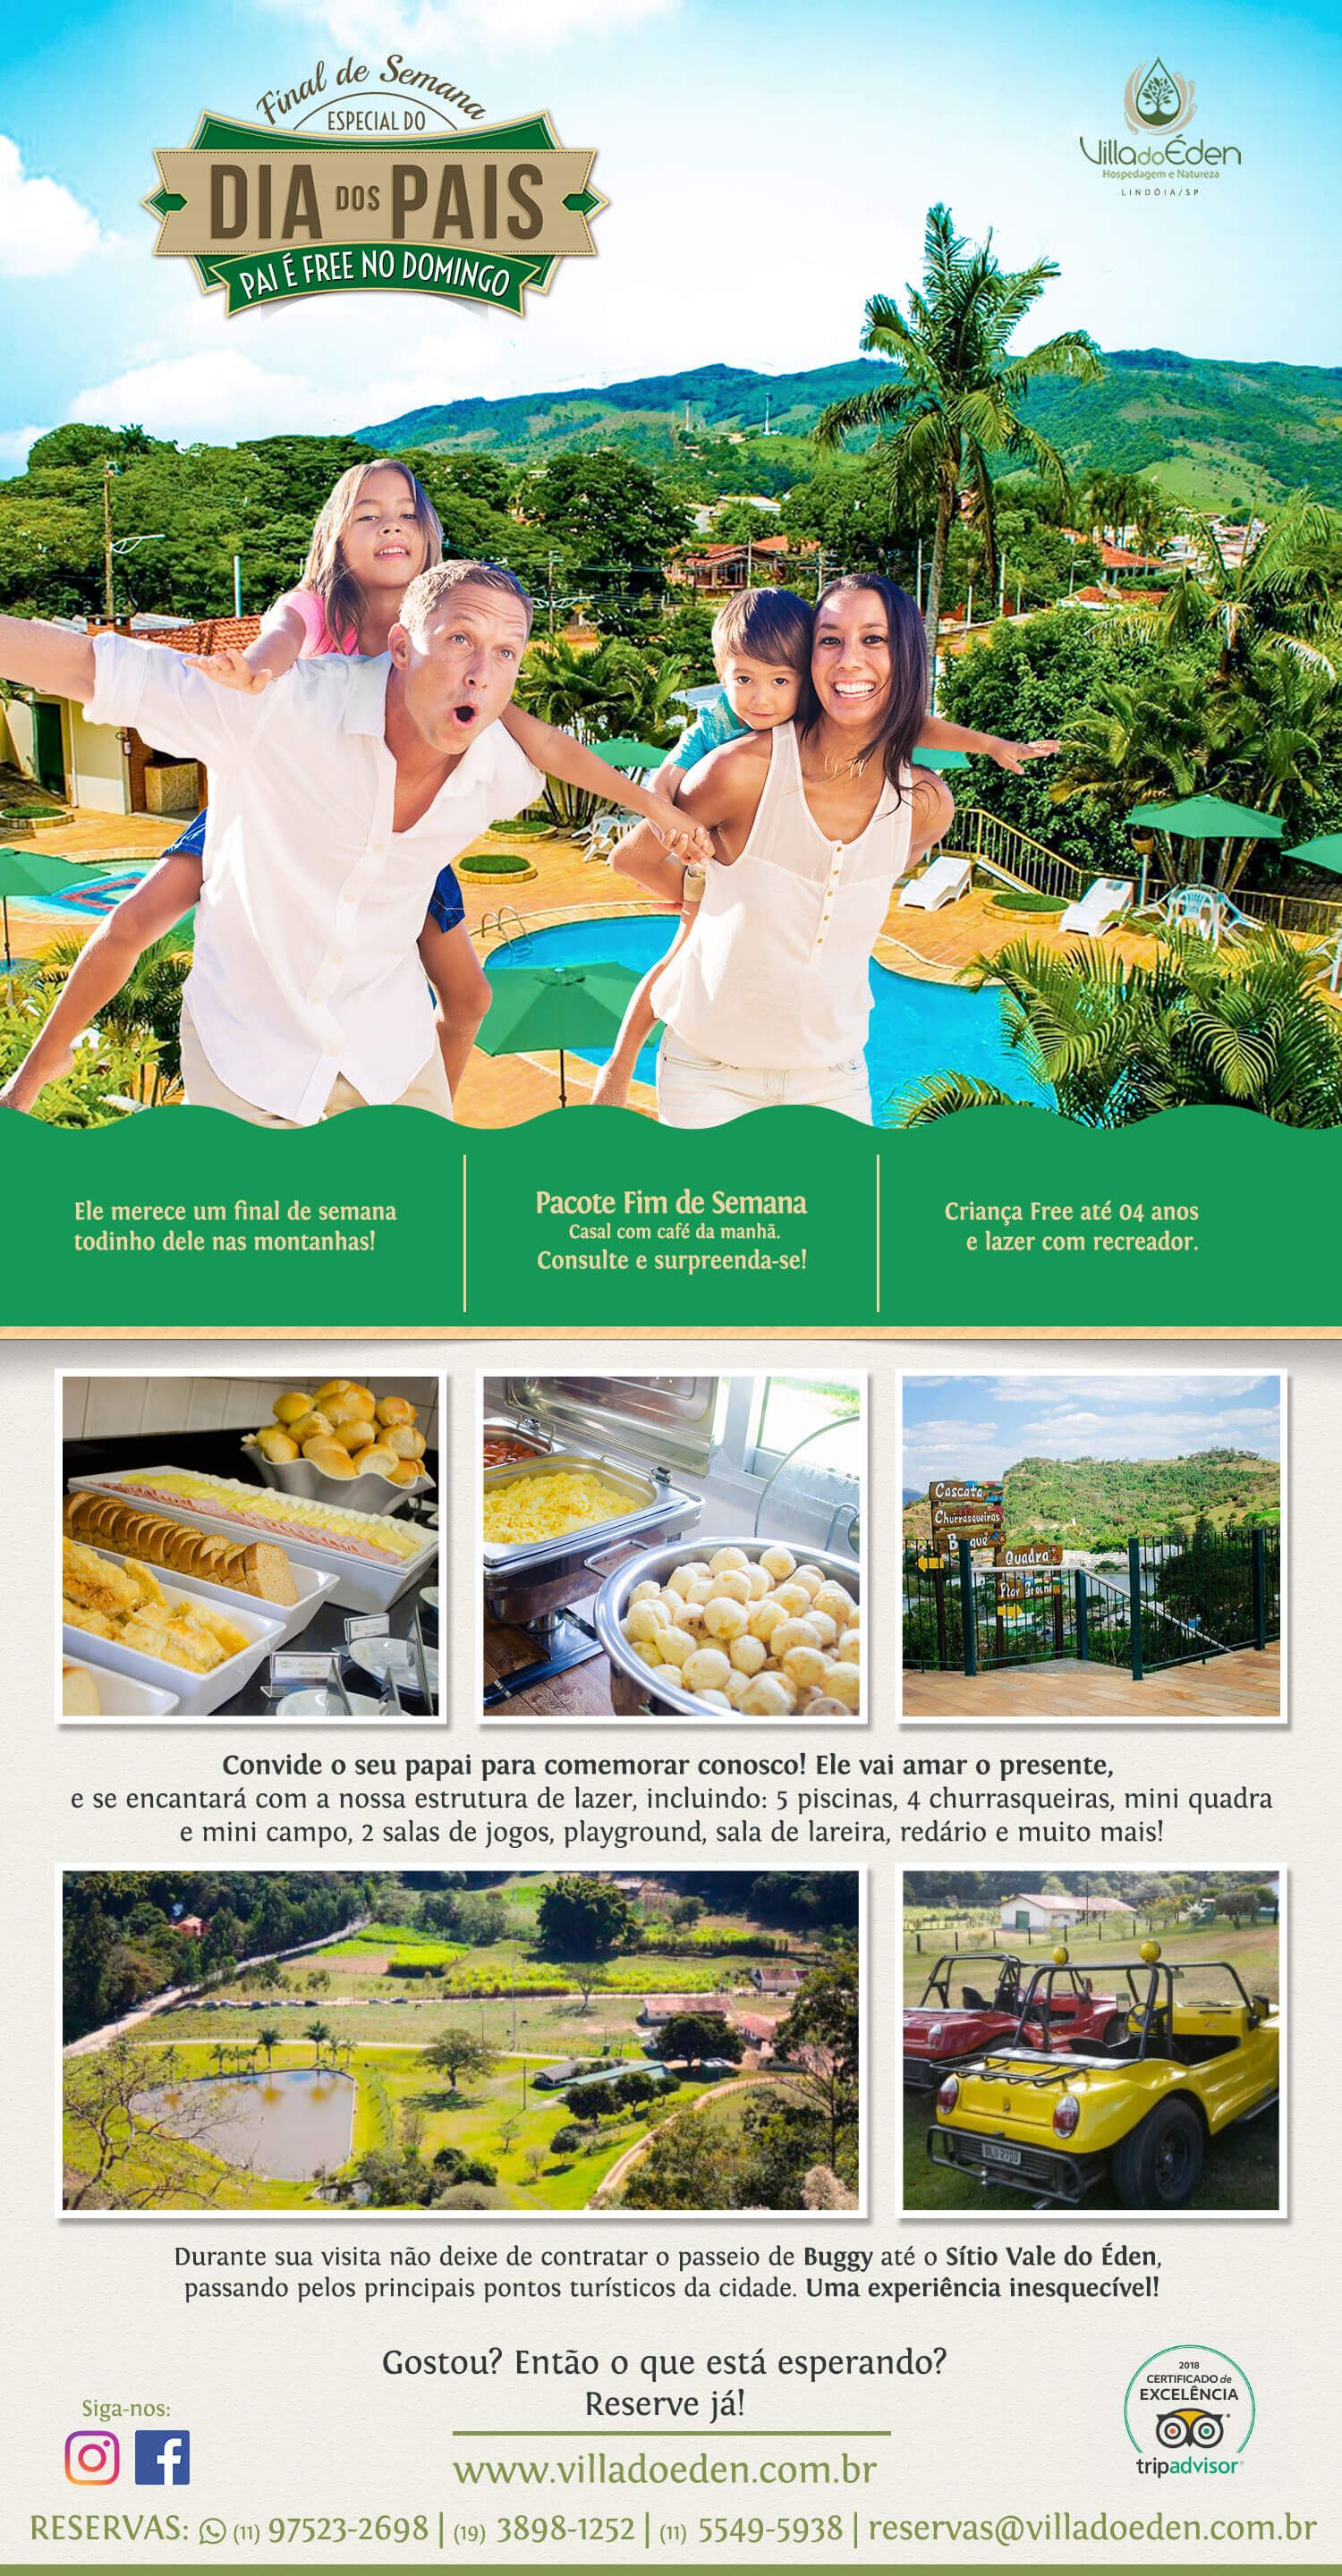 Final de Semana
ESPECIAL DO
DIA DOS PAIS
PAI É FREE NO DOMINGO
Villa do Éden
Hospedagem e Natureza
LINDÓIA/SP
Ele merece um final de semana
todinho dele nas montanhas!
Pacote Fim de Semana
Casal com café da manhã.
Consulte e surpreenda-se!
Criança Free até 04 anos
e lazer com recreador.
Cascata
Churrasqueiras
Quadra
Play Ground
Convide o seu papai para comemorar conosco! Ele vai amar o presente,
e se encantará com a nossa estrutura de lazer, incluindo: 5 piscinas, 4 churrasqueiras, mini quadra
e mini campo, 2 salas de jogos, playground, sala de lareira, redário e muito mais!
Durante sua visita não deixe de contratar o passeio de Buggy até o Sítio Vale do Éden,
passando pelos principais pontos turísticos da cidade. Uma experiência inesquecível!
Gostou? Então o que está esperando?
Reserve já!
Siga-nos:
www.villadoeden.com.br
2018
CERTIFICADO de
EXCELÊNCIA
tripadvisor
RESERVAS: (11) 97523-2698 | (19) 3898-1252 | (11) 5549-5938 | reservas@villadoeden.com.br